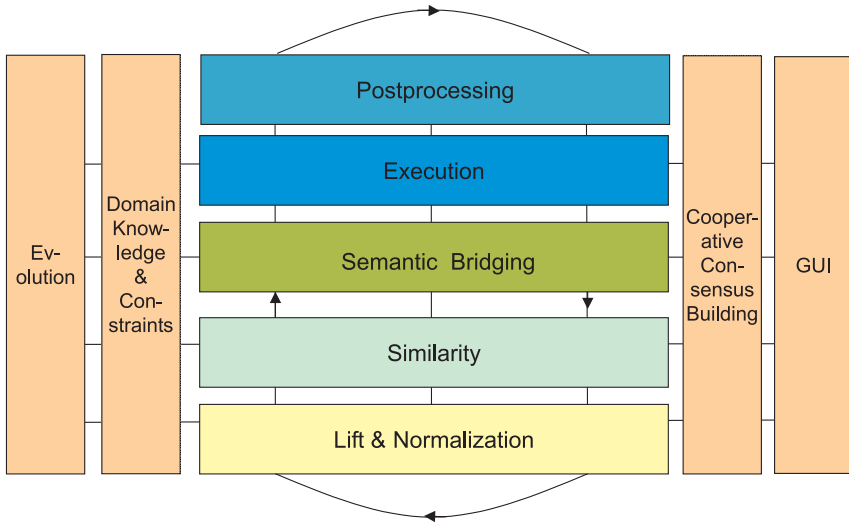 Ev-
olution
Domain
Know-
ledge
&
Con-
straints
Postprocessing
Execution
Semantic Bridging
Similarity
Lift & Normalization
Cooper-
ative
Con-
sensus
Building
GUI